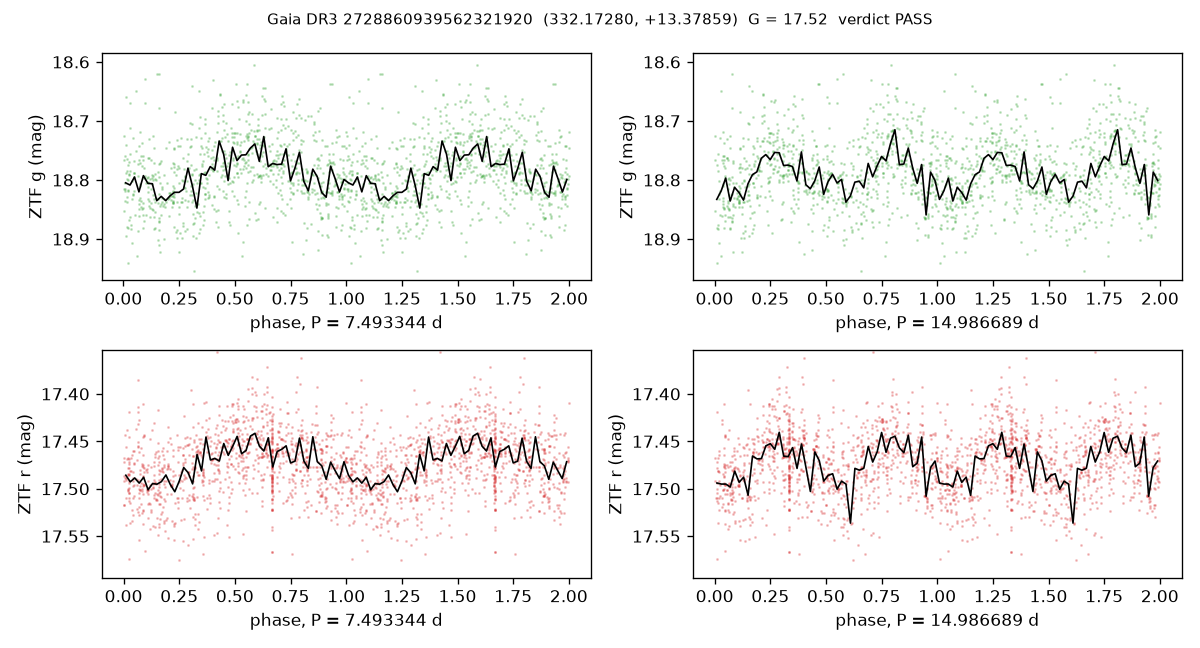 Gaia DR3 2728860939562321920 (332.17280, +13.37859) G = 17.52 verdict PASS
ZTF g (mag)
18.6
18.7
18.8
18.9
0.00 0.25 0.50 0.75 1.00 1.25 1.50 1.75 2.00
phase, P = 7.493344 d
ZTF g (mag)
18.6
18.7
18.8
18.9
0.00 0.25 0.50 0.75 1.00 1.25 1.50 1.75 2.00
phase, P = 14.986689 d
ZTF r (mag)
17.40
17.45
17.50
17.55
0.00 0.25 0.50 0.75 1.00 1.25 1.50 1.75 2.00
phase, P = 7.493344 d
ZTF r (mag)
17.40
17.45
17.50
17.55
0.00 0.25 0.50 0.75 1.00 1.25 1.50 1.75 2.00
phase, P = 14.986689 d